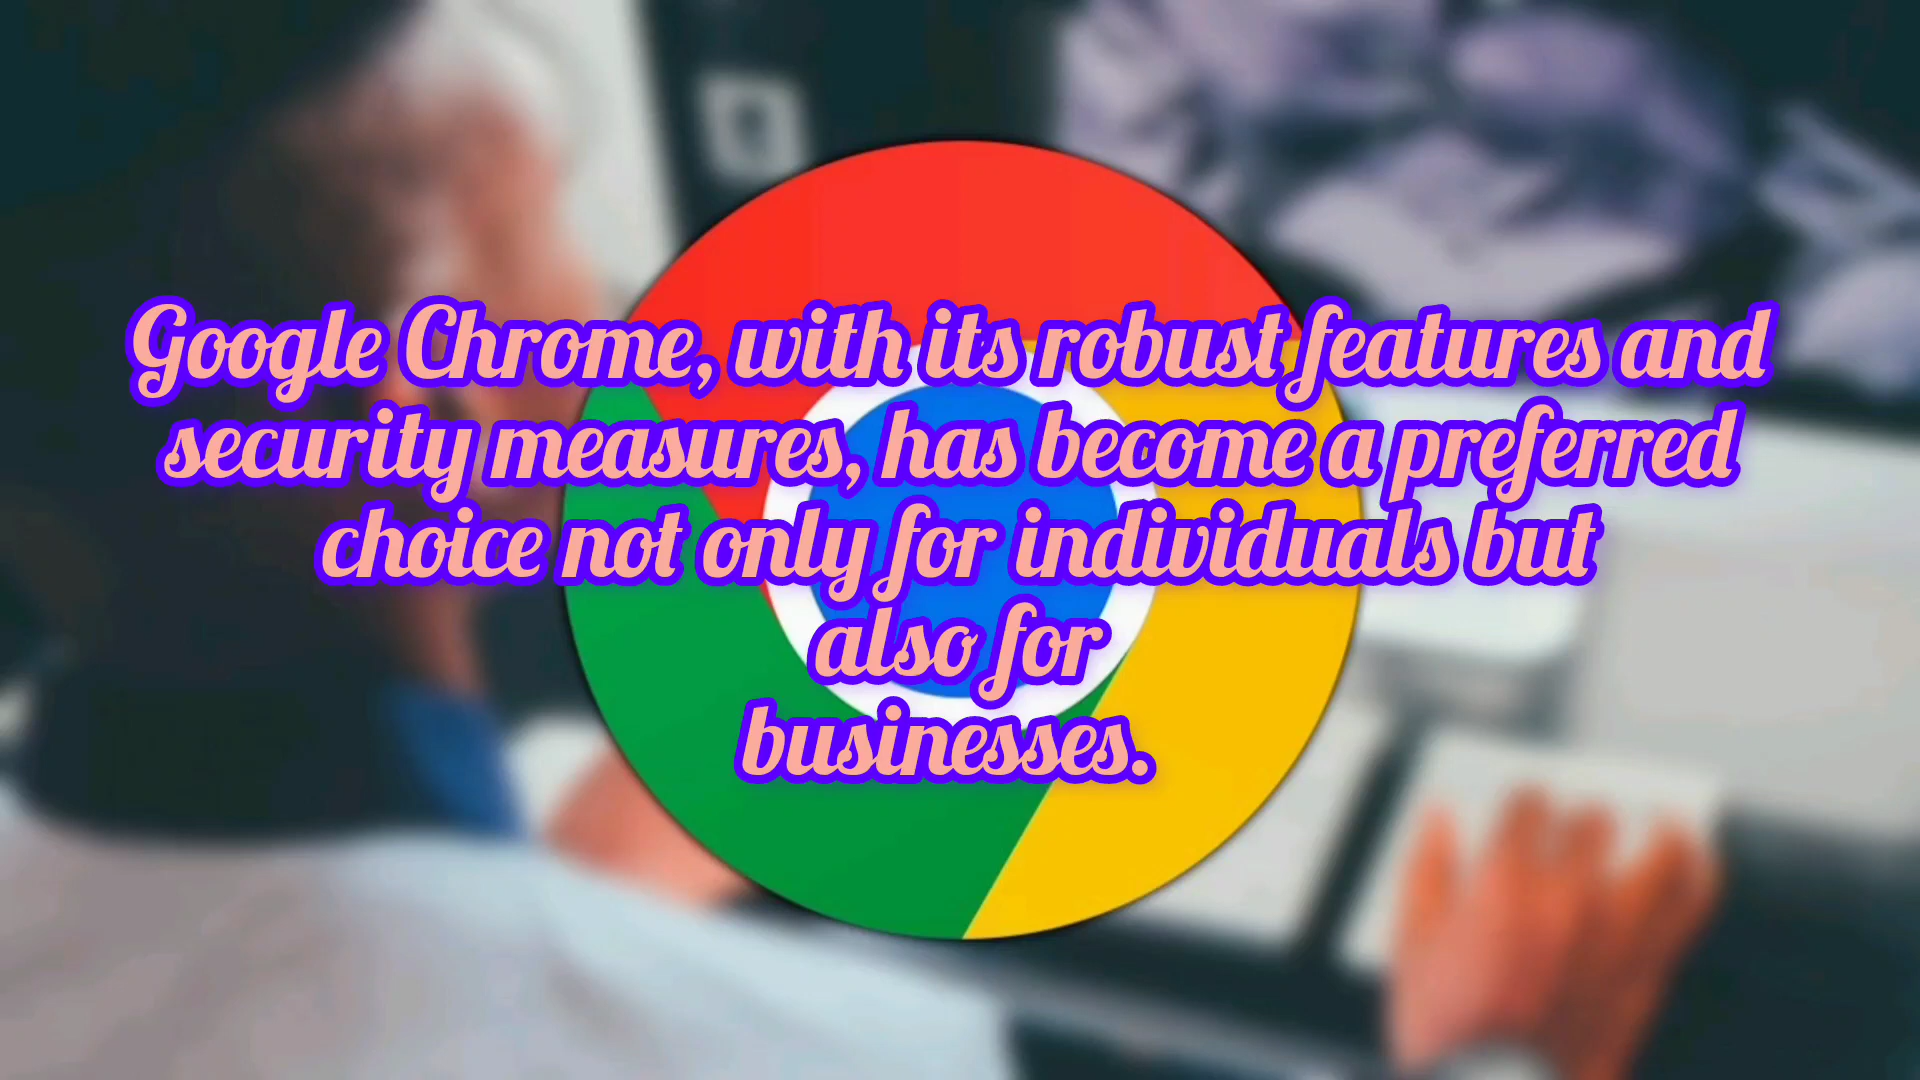 Google Chrome, with its robust features and
security measures, has become a preferred
choice not only for individuals but
also for
businesses.